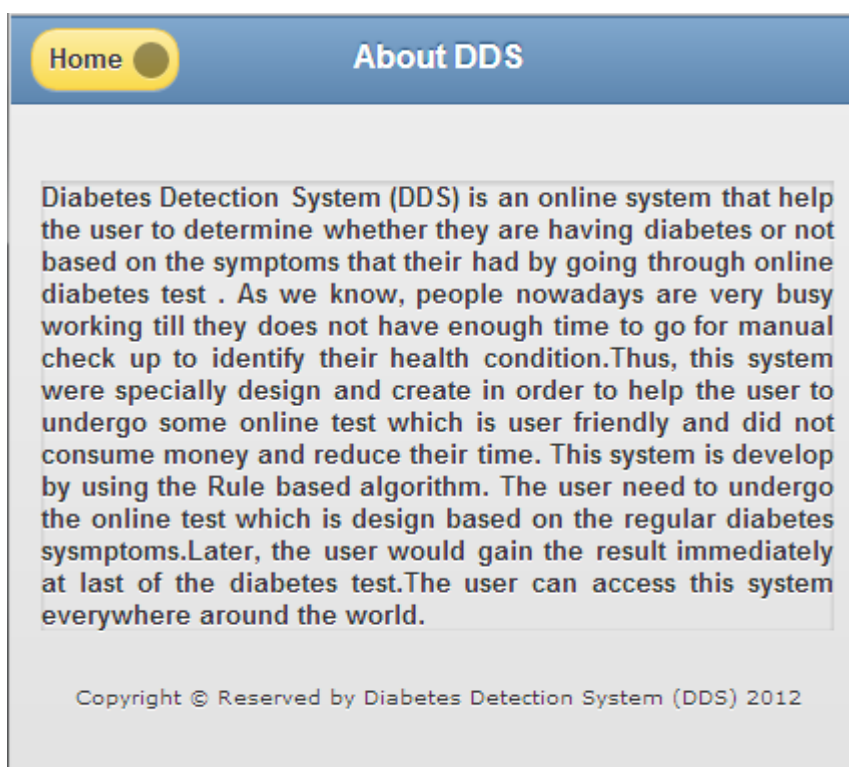 Home
About DDS
Diabetes Detection System (DDS) is an online system that help
the user to determine whether they are having diabetes or not
based on the symptoms that their had by going through online
diabetes test . As we know, people nowadays are very busy
working till they does not have enough time to go for manual
check up to identify their health condition.Thus, this system
were specially design and create in order to help the user to
undergo some online test which is user friendly and did not
consume money and reduce their time. This system is develop
by using the Rule based algorithm. The user need to undergo
the online test which is design based on the regular diabetes
sysmptoms.Later, the user would gain the result immediately
at last of the diabetes test.The user can access this system
everywhere around the world.
Copyright © Reserved by Diabetes Detection System (DDS) 2012